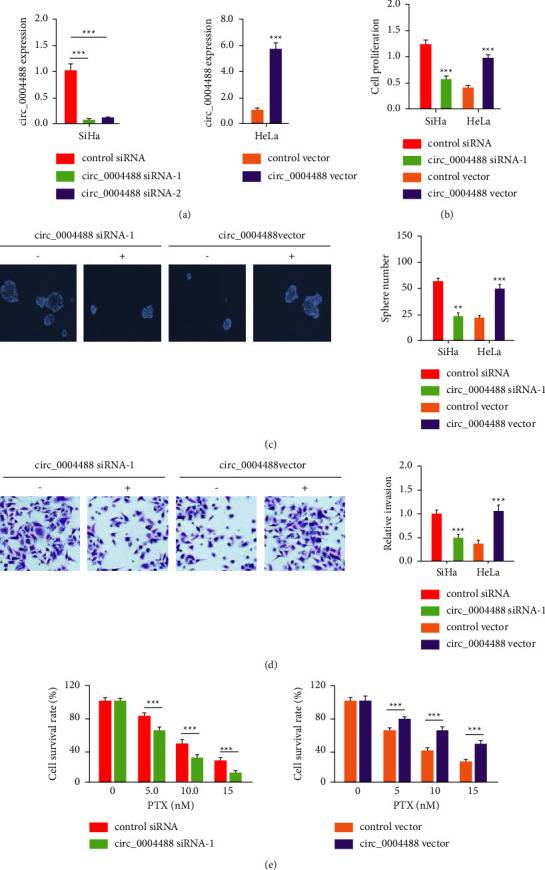 circ_0004488 expression
2.0
1.5
1.0
0.5
0.0
***
***
SiHa
control siRNA
circ_0004488 siRNA-1
circ_0004488 siRNA-2
circ_0004488 expression
8.0
6.0
4.0
2.0
0.0
***
HeLa
control vector
circ_0004488 vector
(a)
Cell proliferation
2.0
1.5
1.0
0.5
0.0
***
***
SiHa HeLa
control siRNA
circ_0004488 siRNA-1
control vector
circ_0004488 vector
(b)
circ_0004488 siRNA-1 circ_0004488vector
- + - +
Sphere number
150
100
50
25
0
**
***
SiHa HeLa
control siRNA
circ_0004488 siRNA-1
control vector
circ_0004488 vector
(c)
circ_0004488 siRNA-1 circ_0004488vector
- + - +
Relative invasion
2.0
1.5
1.0
0.5
0.0
***
***
SiHa HeLa
control siRNA
circ_0004488 siRNA-1
control vector
circ_0004488 vector
(d)
Cell survival rate (%)
120
80
40
0
***
***
***
0 5.0 10.0 15
PTX (nM)
control siRNA
circ_0004488 siRNA-1
Cell survival rate (%)
120
80
40
0
***
***
***
0 5 10 15
PTX (nM)
control vector
circ_0004488 vector
(e)